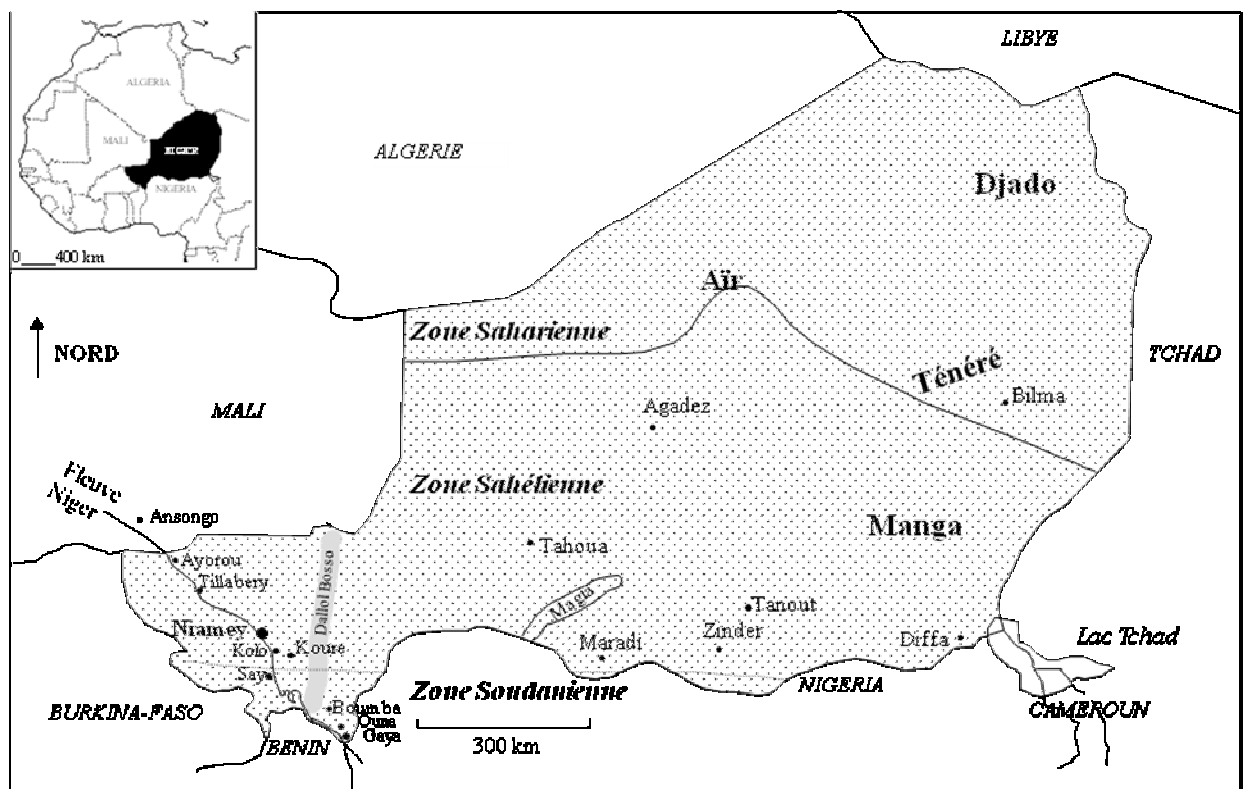 LIBYE
ALGERIA
MALI
NIGER
NIGERIA
0 400 km
ALGERIE
Djado
Aïr
Zone Saharienne
NORD
TCHAD
Ténéré
Bilma
MALI
Agadez
Fleuve
Niger
Zone Sahélienne
Ansongo
Manga
Tahoua
Ayorou
Tillabery
Dallol Bosso
Magia
Tanout
Niamey
Zinder
Maradi
Diffa
Lac Tchad
Kolo
Koure
Say
Zone Soudanienne
NIGERIA
BURKINA-FASO
Boumba
Ouna
Gaya
CAMEROUN
BENIN
300 km